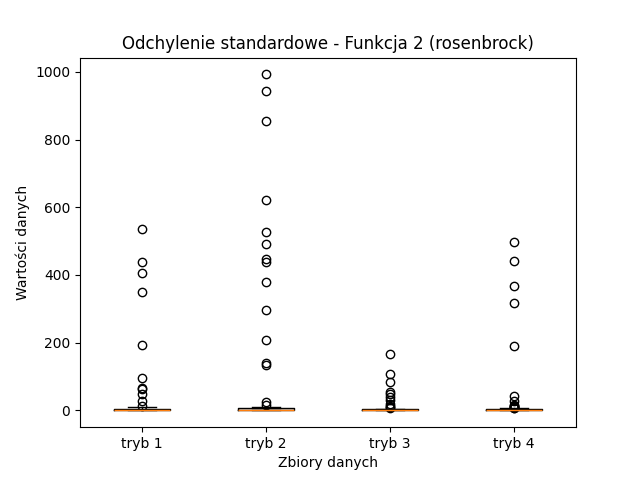 Odchylenie standardowe - Funkcja 2 (rosenbrock)
1000
800
600
400
200
0
Wartości danych
tryb 1 tryb 2 tryb 3 tryb 4
Zbiory danych